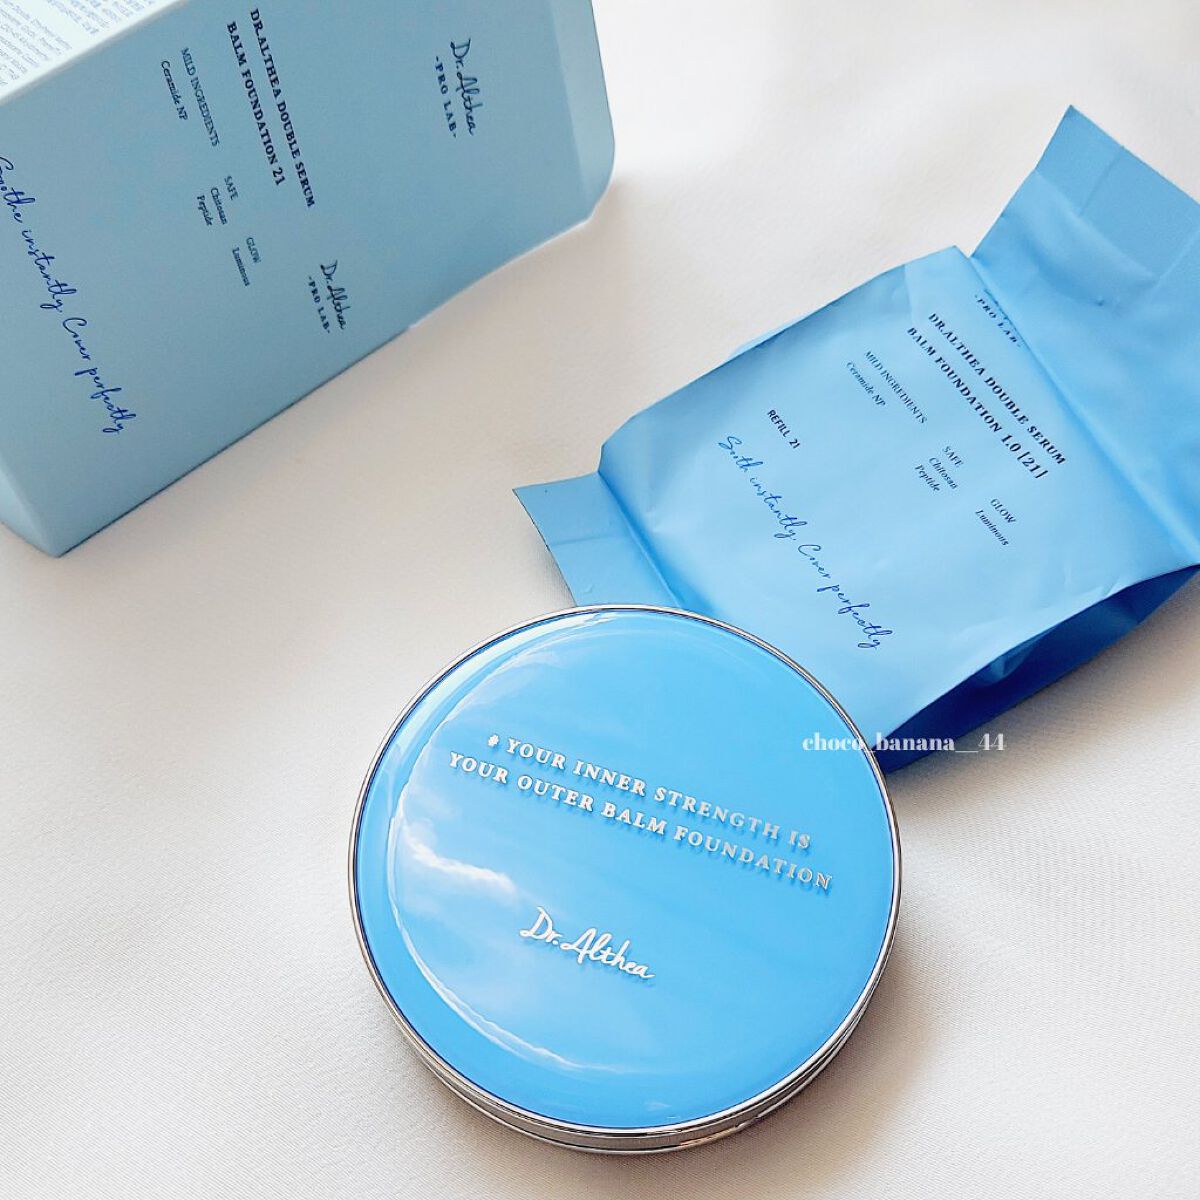 Dr. Althea
-PRO LAB-
DR.ALTHEA DOUBLE SERUM
BALM FOUNDATION 21
MILD INGREDIENTS
Ceramide NP
SAFE
Chitosan
Peptide
GLOW
Luminous
Dr. Althea
-PRO LAB-
Soothe instantly. Cover perfectly
-PRO LAB-
DR.ALTHEA DOUBLE SERUM
BALM FOUNDATION 1.0 [21]
MILD INGREDIENTS
Ceramide NP
SAFE
Chitosan
Peptide
GLOW
Luminous
REFILL 21
Sooth instantly. Cover perfectly
choco_banana__44
# YOUR INNER STRENGTH IS
YOUR OUTER BALM FOUNDATION
Dr. Althea